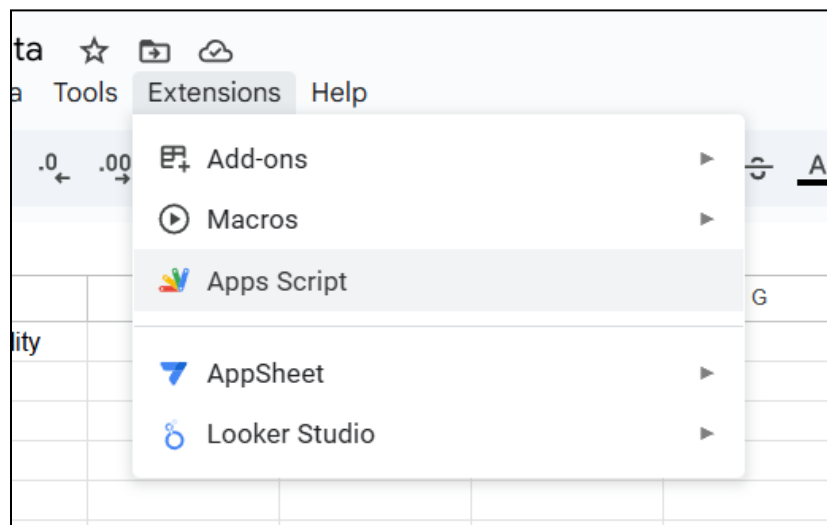 ta
a Tools Extensions Help
.0 .00 A
Add-ons
Macros
Apps Script
G
lity
AppSheet
Looker Studio